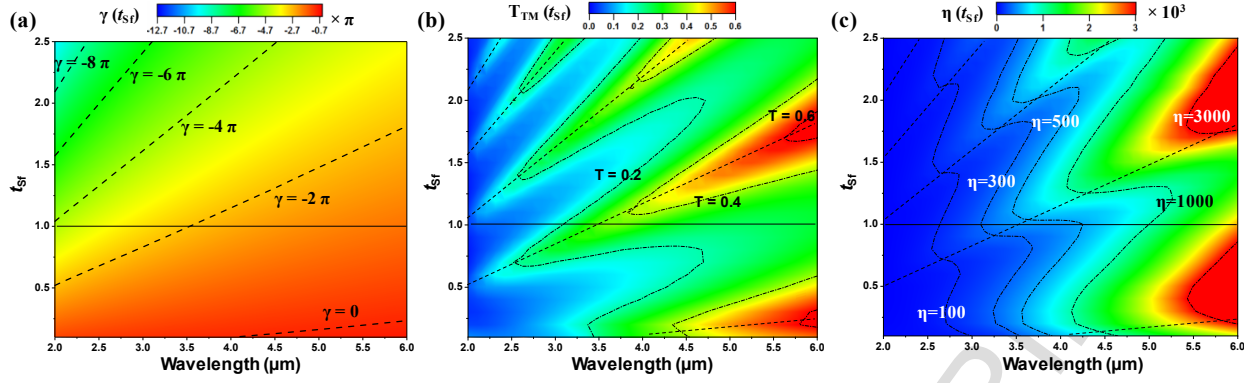 (a) γ (tSf) -12.7 -10.7 -8.7 -6.7 -4.7 -2.7 -0.7 × π
2.5
2.0
1.5
1.0
0.5
tSf
γ = -8 π
γ = -6 π
γ = -4 π
γ = -2 π
γ = 0
2.0 2.5 3.0 3.5 4.0 4.5 5.0 5.5 6.0
Wavelength (μm)
(b) TTM (tSf) 0.0 0.1 0.2 0.3 0.4 0.5 0.6
2.5
2.0
1.5
1.0
0.5
tSf
T = 0.6
T = 0.2
T = 0.4
2.0 2.5 3.0 3.5 4.0 4.5 5.0 5.5 6.0
Wavelength (μm)
(c) η (tSf) 0 1 2 3 × 10³
2.5
2.0
1.5
1.0
0.5
tSf
η=3000
η=500
η=300
η=1000
η=100
2.0 2.5 3.0 3.5 4.0 4.5 5.0 5.5 6.0
Wavelength (μm)